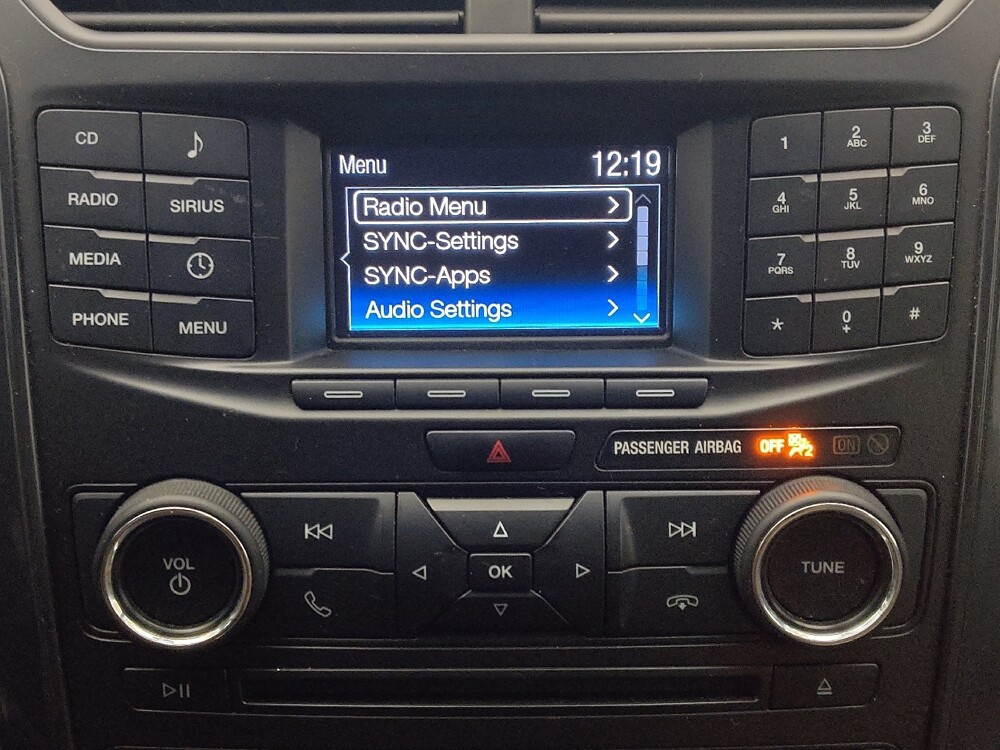 CD
RADIO
SIRIUS
MEDIA
PHONE
MENU
Menu 12:19
Radio Menu >
SYNC-Settings >
SYNC-Apps >
Audio Settings >
1
2 ABC
3 DEF
4 GHI
5 JKL
6 MNO
7 PQRS
8 TUV
9 WXYZ
*
0 +
#
PASSENGER AIRBAG OFF 2 ON
VOL
OK
TUNE